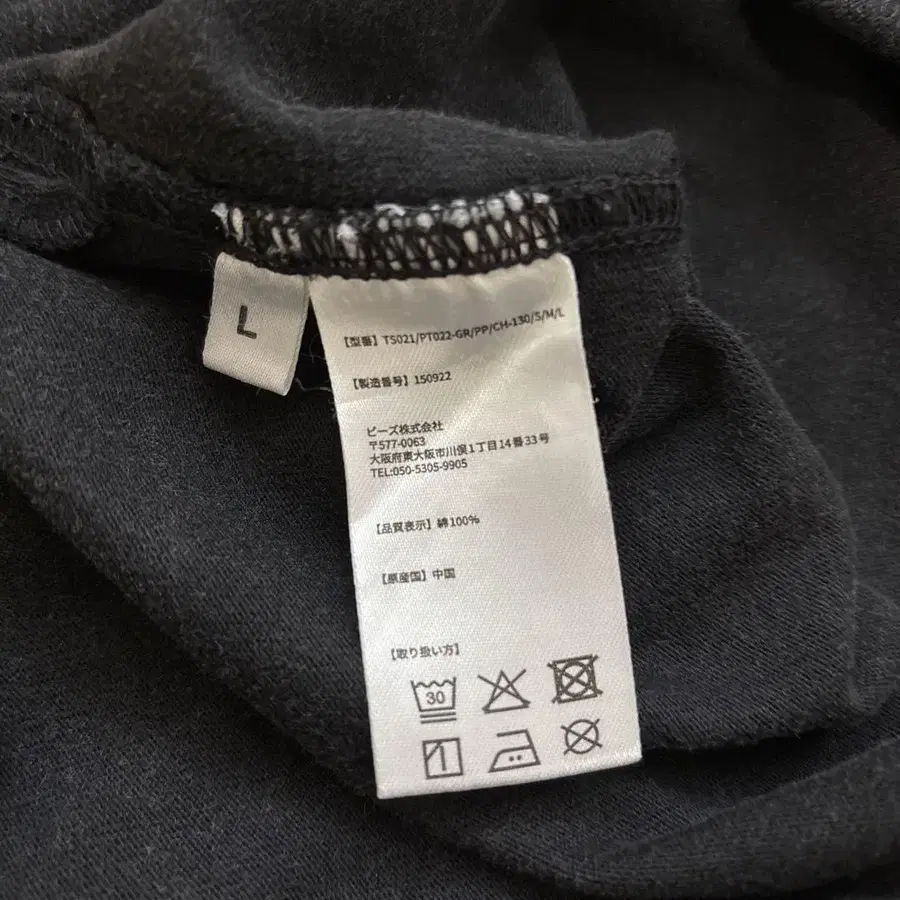 L
【型番】TS021/PT022-GR/PP/CH-130/S/M/L
【製造番号】150922
ビーズ株式会社
〒577-0063
大阪府東大阪市川俣1丁目14番33号
TEL:050-5305-9905
【品質表示】綿100%
【原産国】中国
【取り扱い方】
30